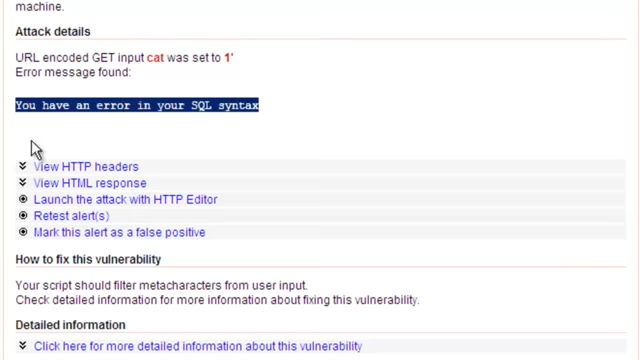 machine.
Attack details
URL encoded GET input cat was set to 1'
Error message found:
You have an error in your SQL syntax
View HTTP headers
View HTML response
Launch the attack with HTTP Editor
Retest alert(s)
Mark this alert as a false positive
How to fix this vulnerability
Your script should filter metacharacters from user input.
Check detailed information for more information about fixing this vulnerability.
Detailed information
Click here for more detailed information about this vulnerability